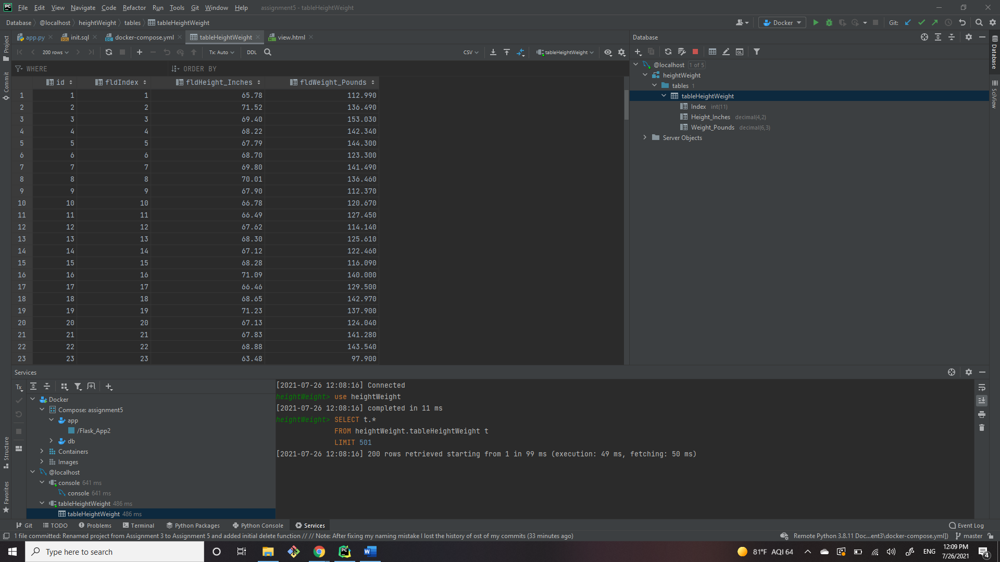 PC File Edit View Navigate Code Refactor Run Tools Git Window Help assignment5 - tableHeightWeight
Database @localhost heightWeight tables tableHeightWeight
Docker Git:
app.py init.sql docker-compose.yml tableHeightWeight view.html
Database
200 rows Tx: Auto DDL CSV tableHeightWeight
WHERE ORDER BY
id fldIndex fldHeight_Inches fldWeight_Pounds
1 1 1 65.78 112.990
2 2 2 71.52 136.490
3 3 3 69.40 153.030
4 4 4 68.22 142.340
5 5 5 67.79 144.300
6 6 6 68.70 123.300
7 7 7 69.80 141.490
8 8 8 70.01 136.460
9 9 9 67.90 112.370
10 10 10 66.78 120.670
11 11 11 66.49 127.450
12 12 12 67.62 114.140
13 13 13 68.30 125.610
14 14 14 67.12 122.460
15 15 15 68.28 116.090
16 16 16 71.09 140.000
17 17 17 66.46 129.500
18 18 18 68.65 142.970
19 19 19 71.23 137.900
20 20 20 67.13 124.040
21 21 21 67.83 141.280
22 22 22 68.88 143.540
23 23 23 63.48 97.900
@localhost 1 of 5
heightWeight
tables 1
tableHeightWeight
Index int(11)
Height_Inches decimal(4,2)
Weight_Pounds decimal(6,3)
Server Objects
Project
Commit
Structure
Favorites
Database
SciView
Services
Tx
Docker
Compose: assignment5
app
/Flask_App2
db
Containers
Images
@localhost
console 641 ms
console 641 ms
tableHeightWeight 486 ms
tableHeightWeight 486 ms
[2021-07-26 12:08:16] Connected
heightWeight> use heightWeight
[2021-07-26 12:08:16] completed in 11 ms
heightWeight> SELECT t.*
FROM heightWeight.tableHeightWeight t
LIMIT 501
[2021-07-26 12:08:16] 200 rows retrieved starting from 1 in 99 ms (execution: 49 ms, fetching: 50 ms)
Git TODO Problems Terminal Python Packages Python Console Services Event Log
1 file committed: Renamed project from Assignment 3 to Assignment 5 and added initial delete function // // Note: After fixing my naming mistake I lost the history of ost of my commits (33 minutes ago) Remote Python 3.8.11 Doc...ent3\docker-compose.yml]) master
Type here to search
81°F AQI 64 ENG 12:09 PM
7/26/2021
4